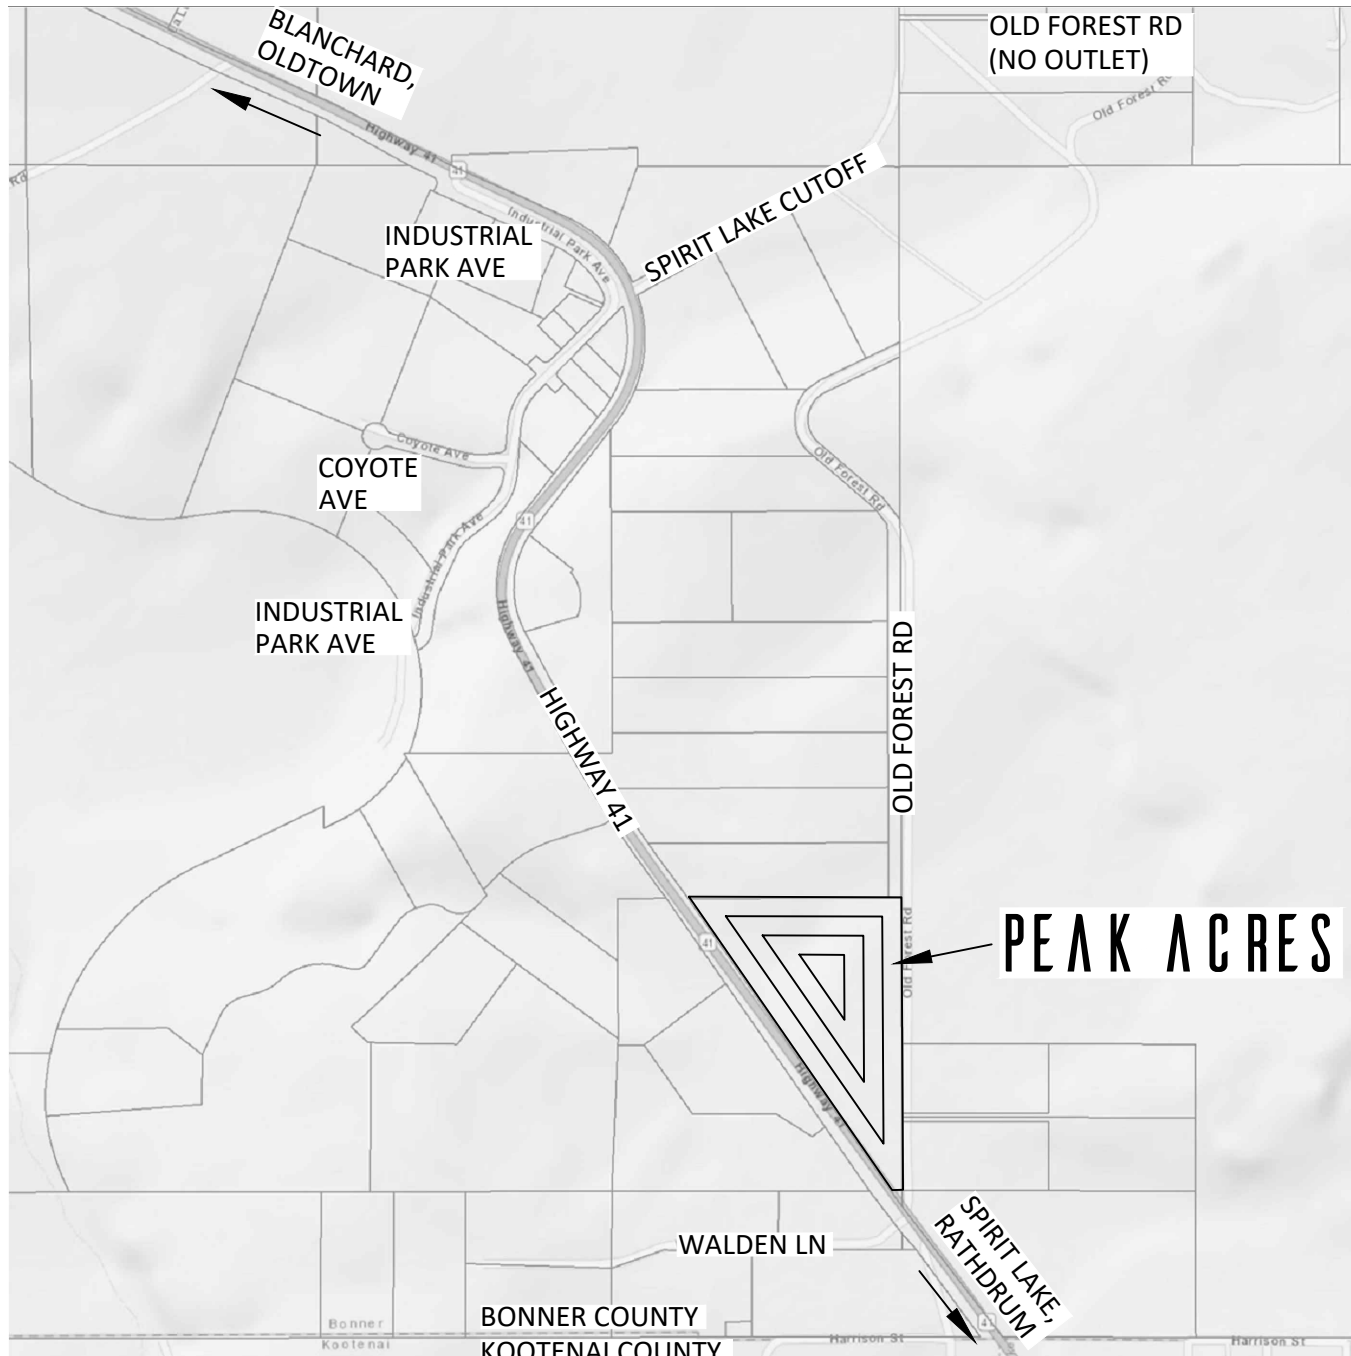 BLANCHARD,
OLDTOWN
OLD FOREST RD
(NO OUTLET)
Old Forest Rd
Highway 41
41
Rd
SPIRIT LAKE CUTOFF
Industrial Park Ave
INDUSTRIAL
PARK AVE
Coyote Ave
COYOTE
AVE
Old Forest Rd
41
Industrial Park Ave
INDUSTRIAL
PARK AVE
Highway 41
OLD FOREST RD
HIGHWAY 41
Old Forest Rd
PEAK ACRES
41
Highway 41
SPIRIT LAKE,
RATHDRUM
WALDEN LN
BONNER COUNTY
KOOTENAI COUNTY
Bonner
Kootenai
41
Harrison St
Harrison St